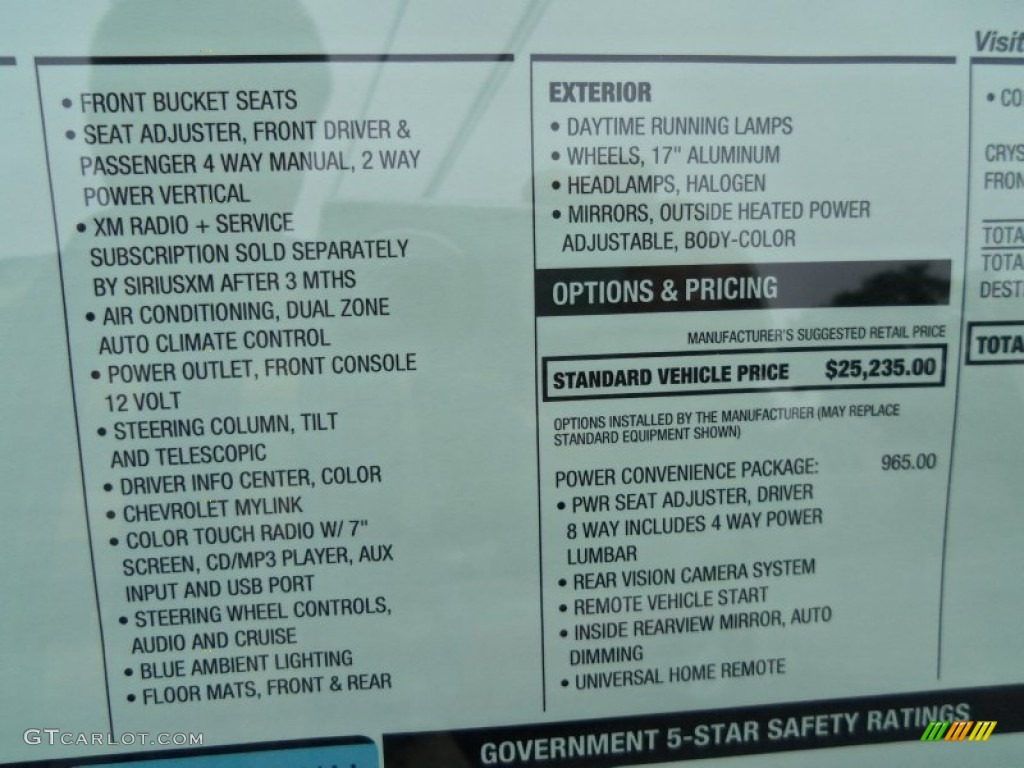 • FRONT BUCKET SEATS
• SEAT ADJUSTER, FRONT DRIVER &
PASSENGER 4 WAY MANUAL, 2 WAY
POWER VERTICAL
• XM RADIO + SERVICE
SUBSCRIPTION SOLD SEPARATELY
BY SIRIUSXM AFTER 3 MTHS
• AIR CONDITIONING, DUAL ZONE
AUTO CLIMATE CONTROL
• POWER OUTLET, FRONT CONSOLE
12 VOLT
• STEERING COLUMN, TILT
AND TELESCOPIC
• DRIVER INFO CENTER, COLOR
• CHEVROLET MYLINK
• COLOR TOUCH RADIO W/ 7"
SCREEN, CD/MP3 PLAYER, AUX
INPUT AND USB PORT
• STEERING WHEEL CONTROLS,
AUDIO AND CRUISE
• BLUE AMBIENT LIGHTING
• FLOOR MATS, FRONT & REAR
EXTERIOR
• DAYTIME RUNNING LAMPS
• WHEELS, 17" ALUMINUM
• HEADLAMPS, HALOGEN
• MIRRORS, OUTSIDE HEATED POWER
ADJUSTABLE, BODY-COLOR
OPTIONS & PRICING
MANUFACTURER'S SUGGESTED RETAIL PRICE
STANDARD VEHICLE PRICE $25,235.00
OPTIONS INSTALLED BY THE MANUFACTURER (MAY REPLACE
STANDARD EQUIPMENT SHOWN)
POWER CONVENIENCE PACKAGE: 965.00
• PWR SEAT ADJUSTER, DRIVER
8 WAY INCLUDES 4 WAY POWER
LUMBAR
• REAR VISION CAMERA SYSTEM
• REMOTE VEHICLE START
• INSIDE REARVIEW MIRROR, AUTO
DIMMING
• UNIVERSAL HOME REMOTE
Visit
• CO
CRYS
FRON
TOTA
TOTA
DEST
TOTA
GOVERNMENT 5-STAR SAFETY RATINGS
GTCARLOT.COM